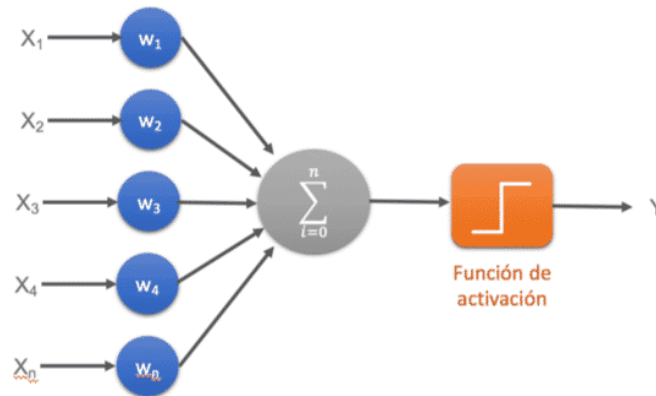 X₁
w₁
X₂
w₂
X₃
w₃
X₄
w₄
Xₙ
wₙ
n
∑
i=0
Función de
activación
Y